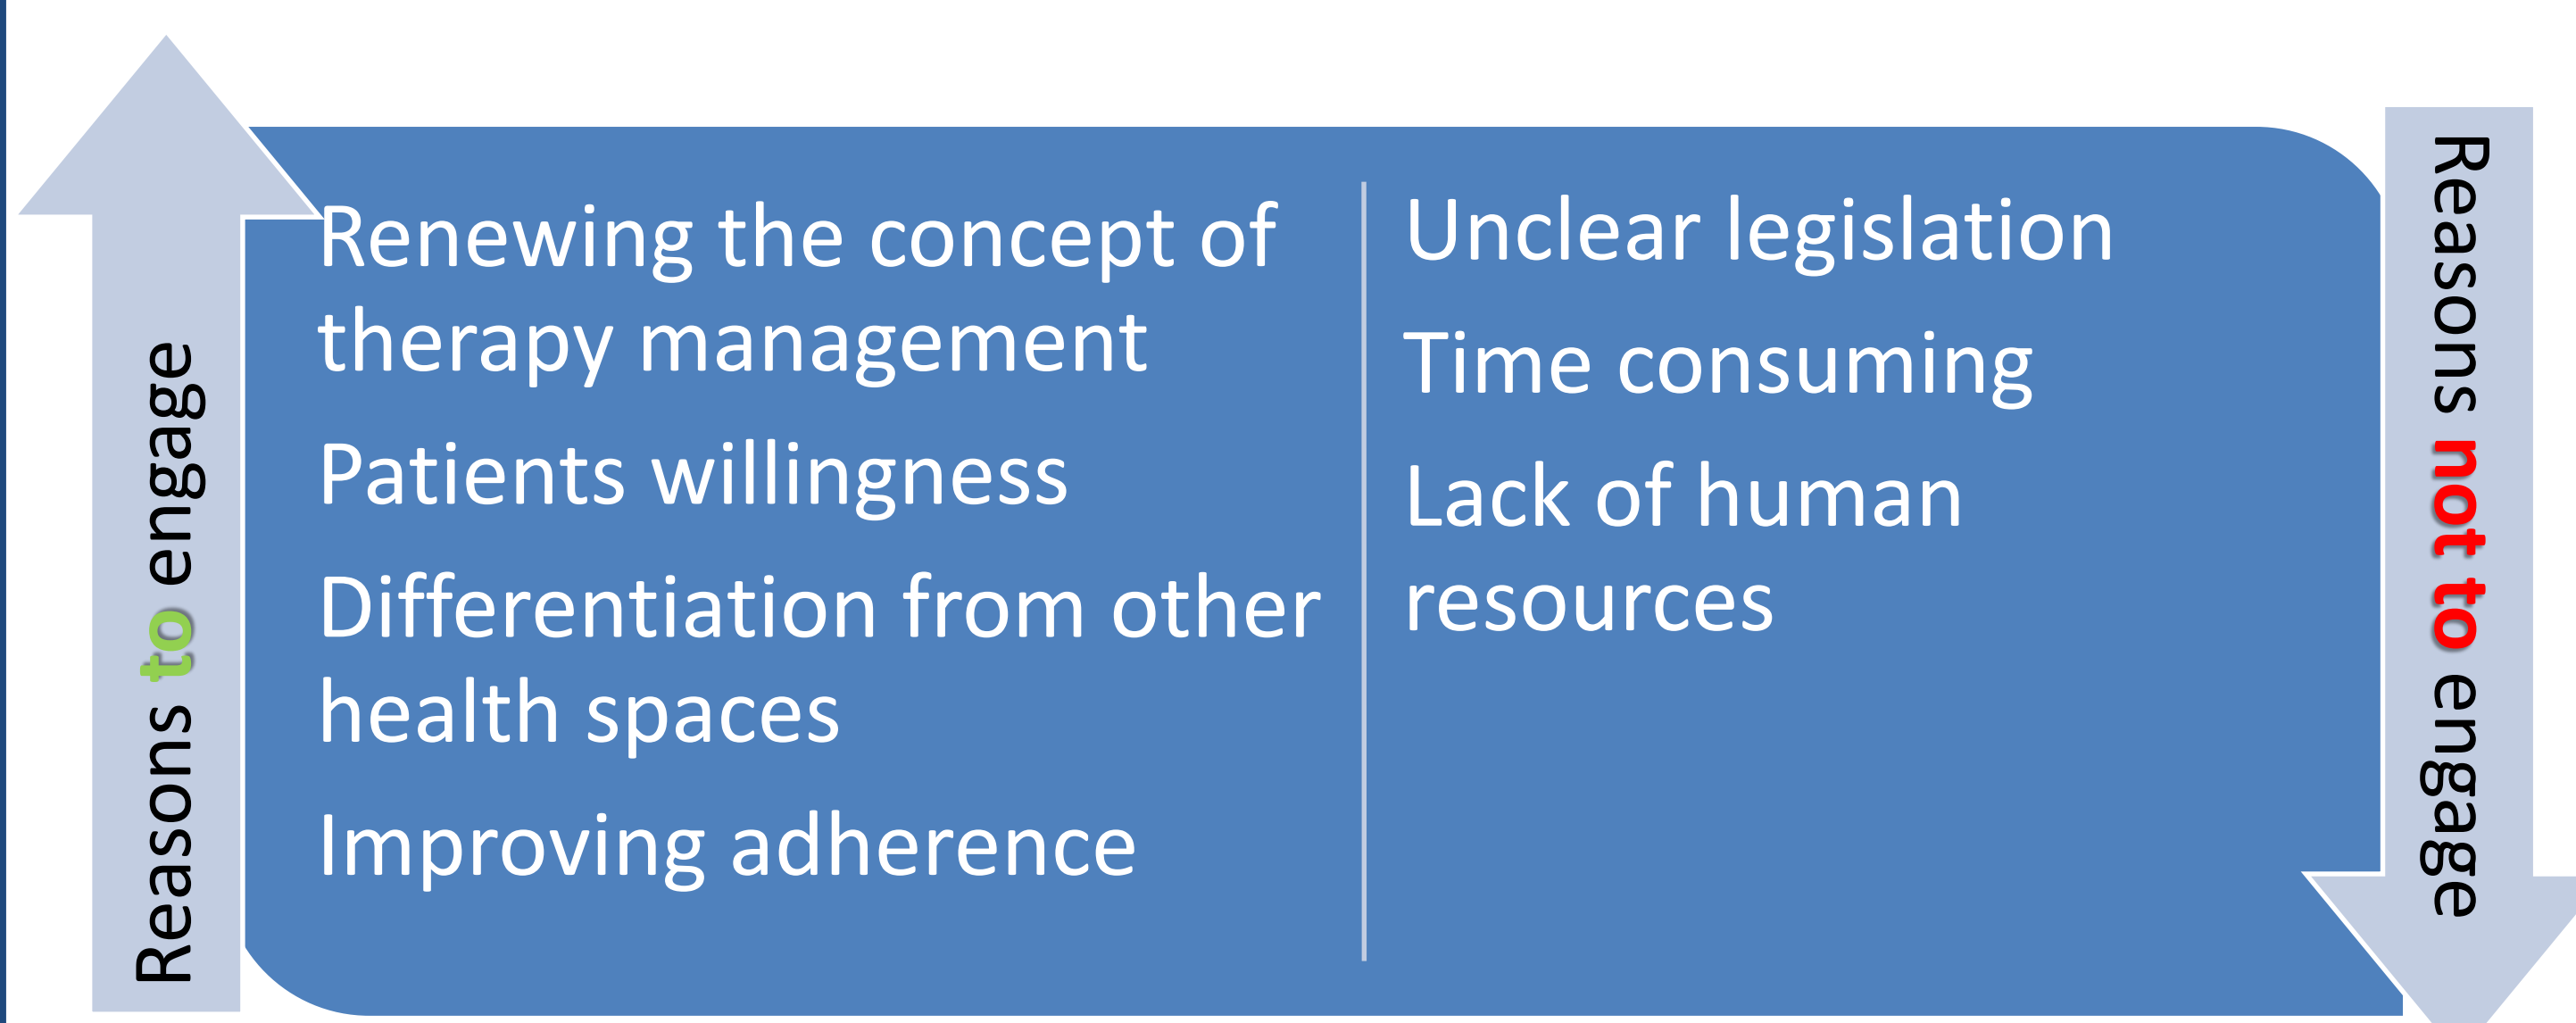 Reasons to engage
Renewing the concept of
therapy management
Patients willingness
Differentiation from other
health spaces
Improving adherence
Unclear legislation
Time consuming
Lack of human
resources
Reasons not to engage